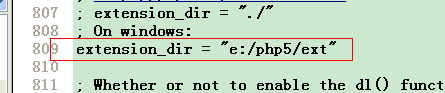 807 ; extension_dir = "./"
808 ; On windows:
809 extension_dir = "e:/php5/ext"
810
811 ; Whether or not to enable the dl() funct